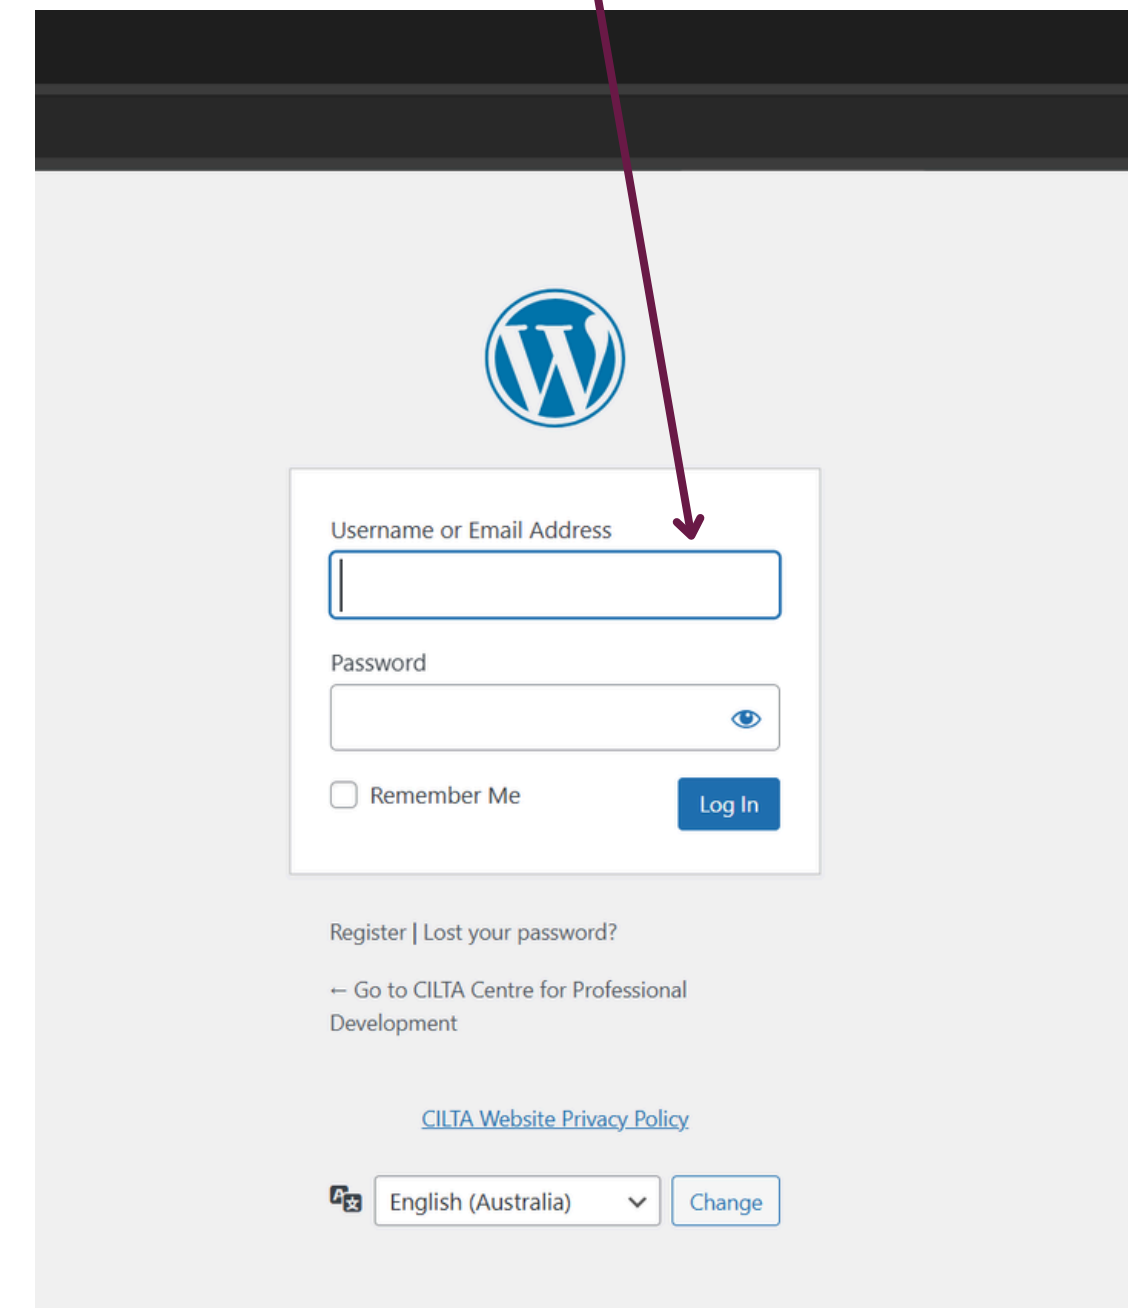 Username or Email Address
Password
Remember Me
Log In
Register | Lost your password?
← Go to CILTA Centre for Professional
Development
CILTA Website Privacy Policy
English (Australia)
Change